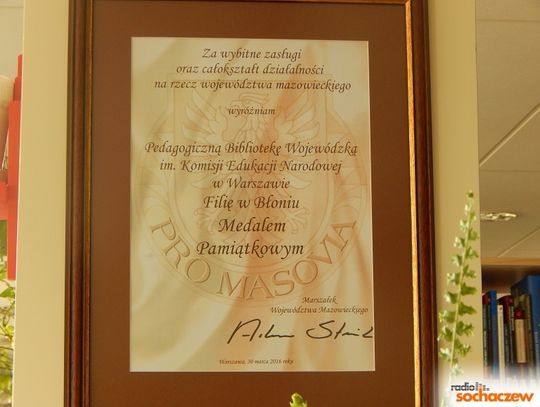 Za wybitne zasługi
oraz całokształt działalności
na rzecz województwa mazowieckiego
wyróżniam
Pedagogiczną Bibliotekę Wojewódzką
im. Komisji Edukacji Narodowej
w Warszawie
Filię w Błoniu
Medalem
Pamiątkowym
PRO MASOVIA
Marszałek
Województwa Mazowieckiego
Warszawa, 30 marca 2016 roku
radio
sochaczew